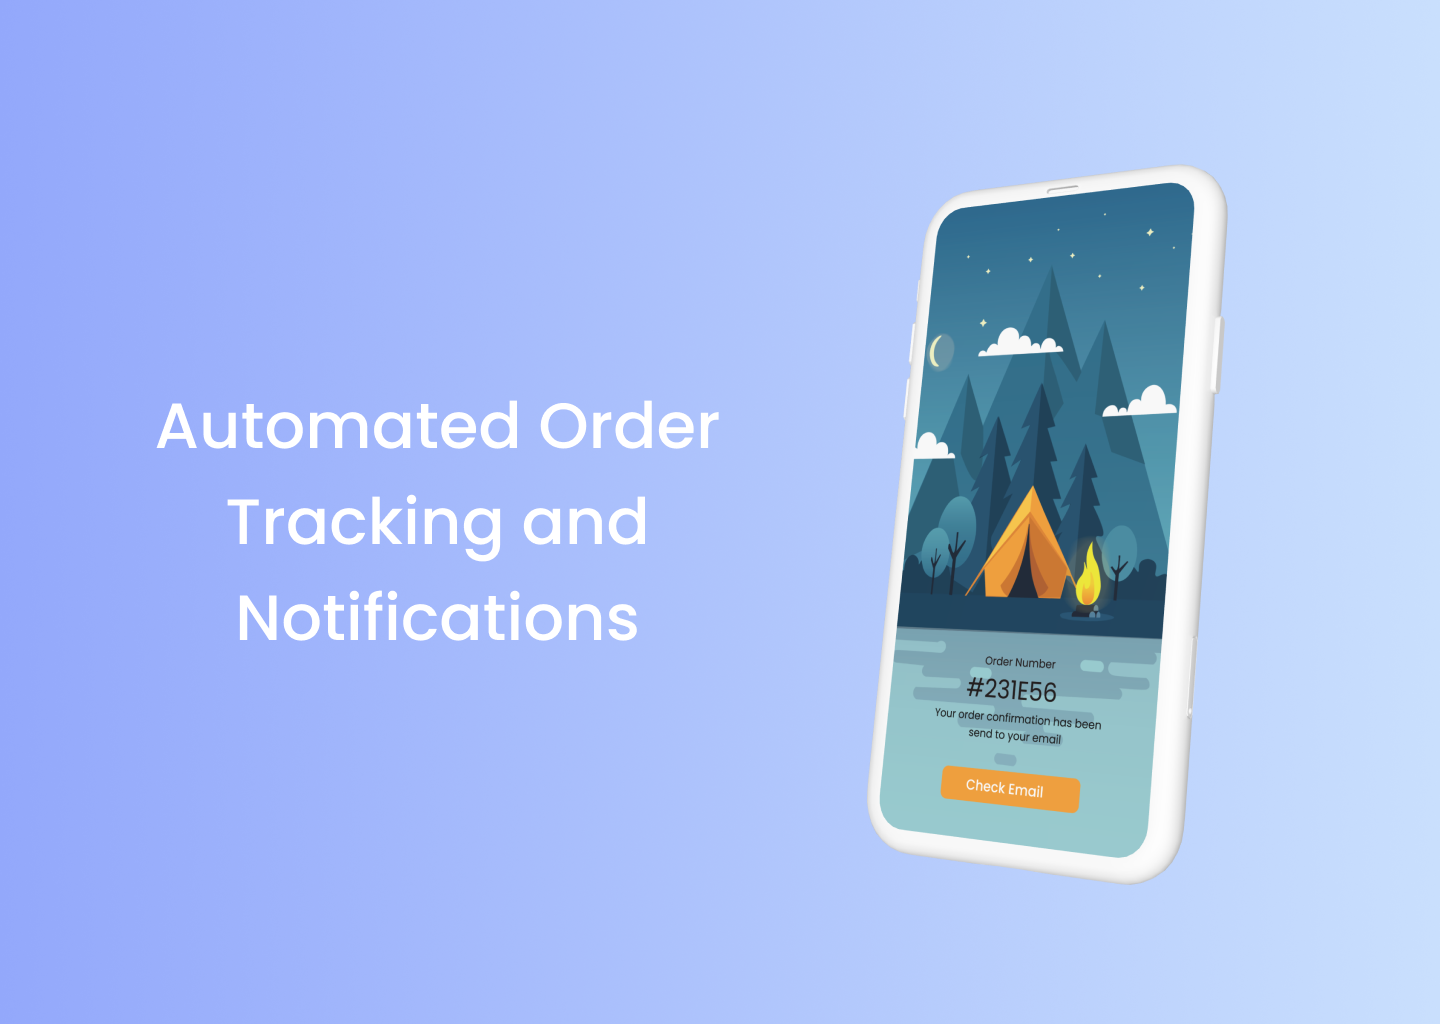 Automated Order
Tracking and
Notifications
Order Number
#231E56
Your order confirmation has been
send to your email
Check Email